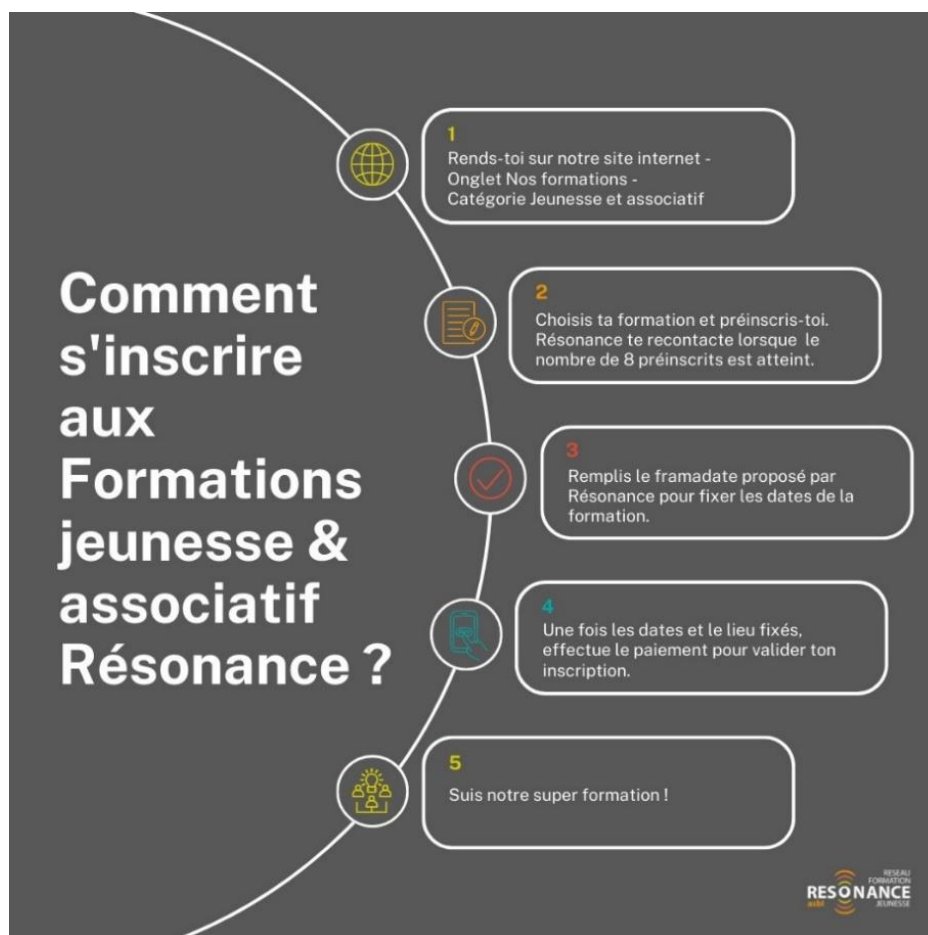 Comment
s'inscrire
aux
Formations
jeunesse &
associatif
Résonance ?
1
Rends-toi sur notre site internet -
Onglet Nos formations -
Catégorie Jeunesse et associatif
2
Choisis ta formation et préinscris-toi.
Résonance te recontacte lorsque le
nombre de 8 préinscrits est atteint.
3
Remplis le framadate proposé par
Résonance pour fixer les dates de la
formation.
4
Une fois les dates et le lieu fixés,
effectue le paiement pour valider ton
inscription.
5
Suis notre super formation !
RESEAU
FORMATION
RESONANCE
asbl JEUNESSE